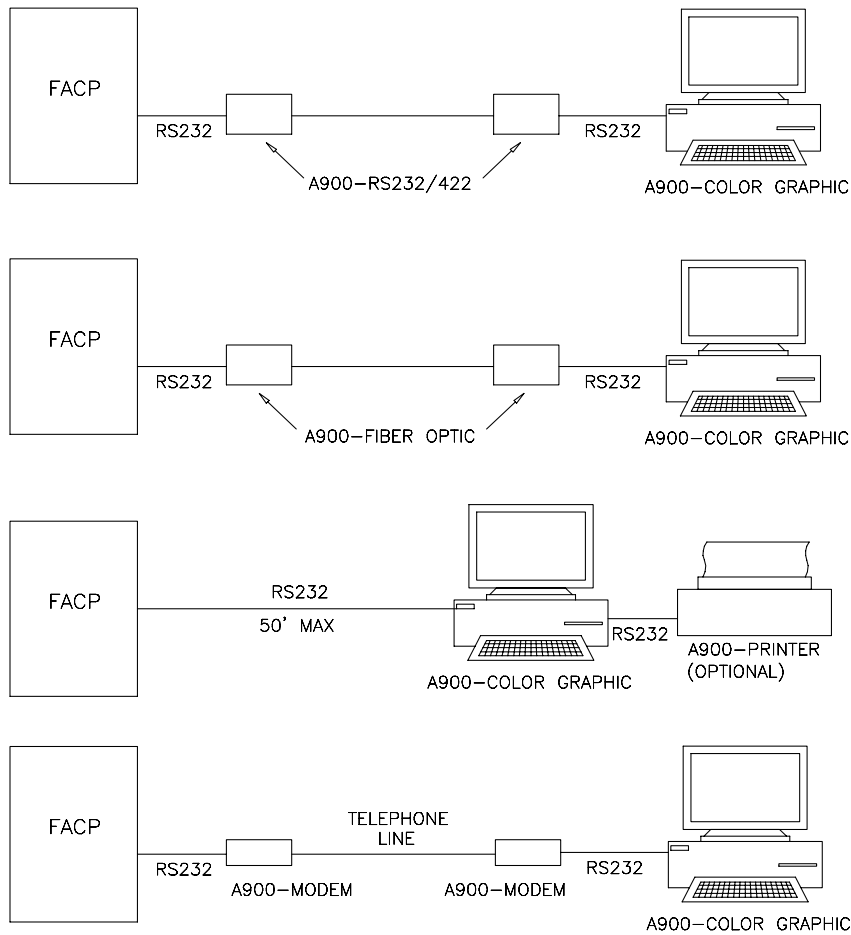 FACP
RS232
RS232
A900-RS232/422
A900-COLOR GRAPHIC
FACP
RS232
RS232
A900-FIBER OPTIC
A900-COLOR GRAPHIC
FACP
RS232
50' MAX
RS232
A900-COLOR GRAPHIC
A900-PRINTER
(OPTIONAL)
FACP
TELEPHONE
LINE
RS232
RS232
A900-MODEM
A900-MODEM
A900-COLOR GRAPHIC